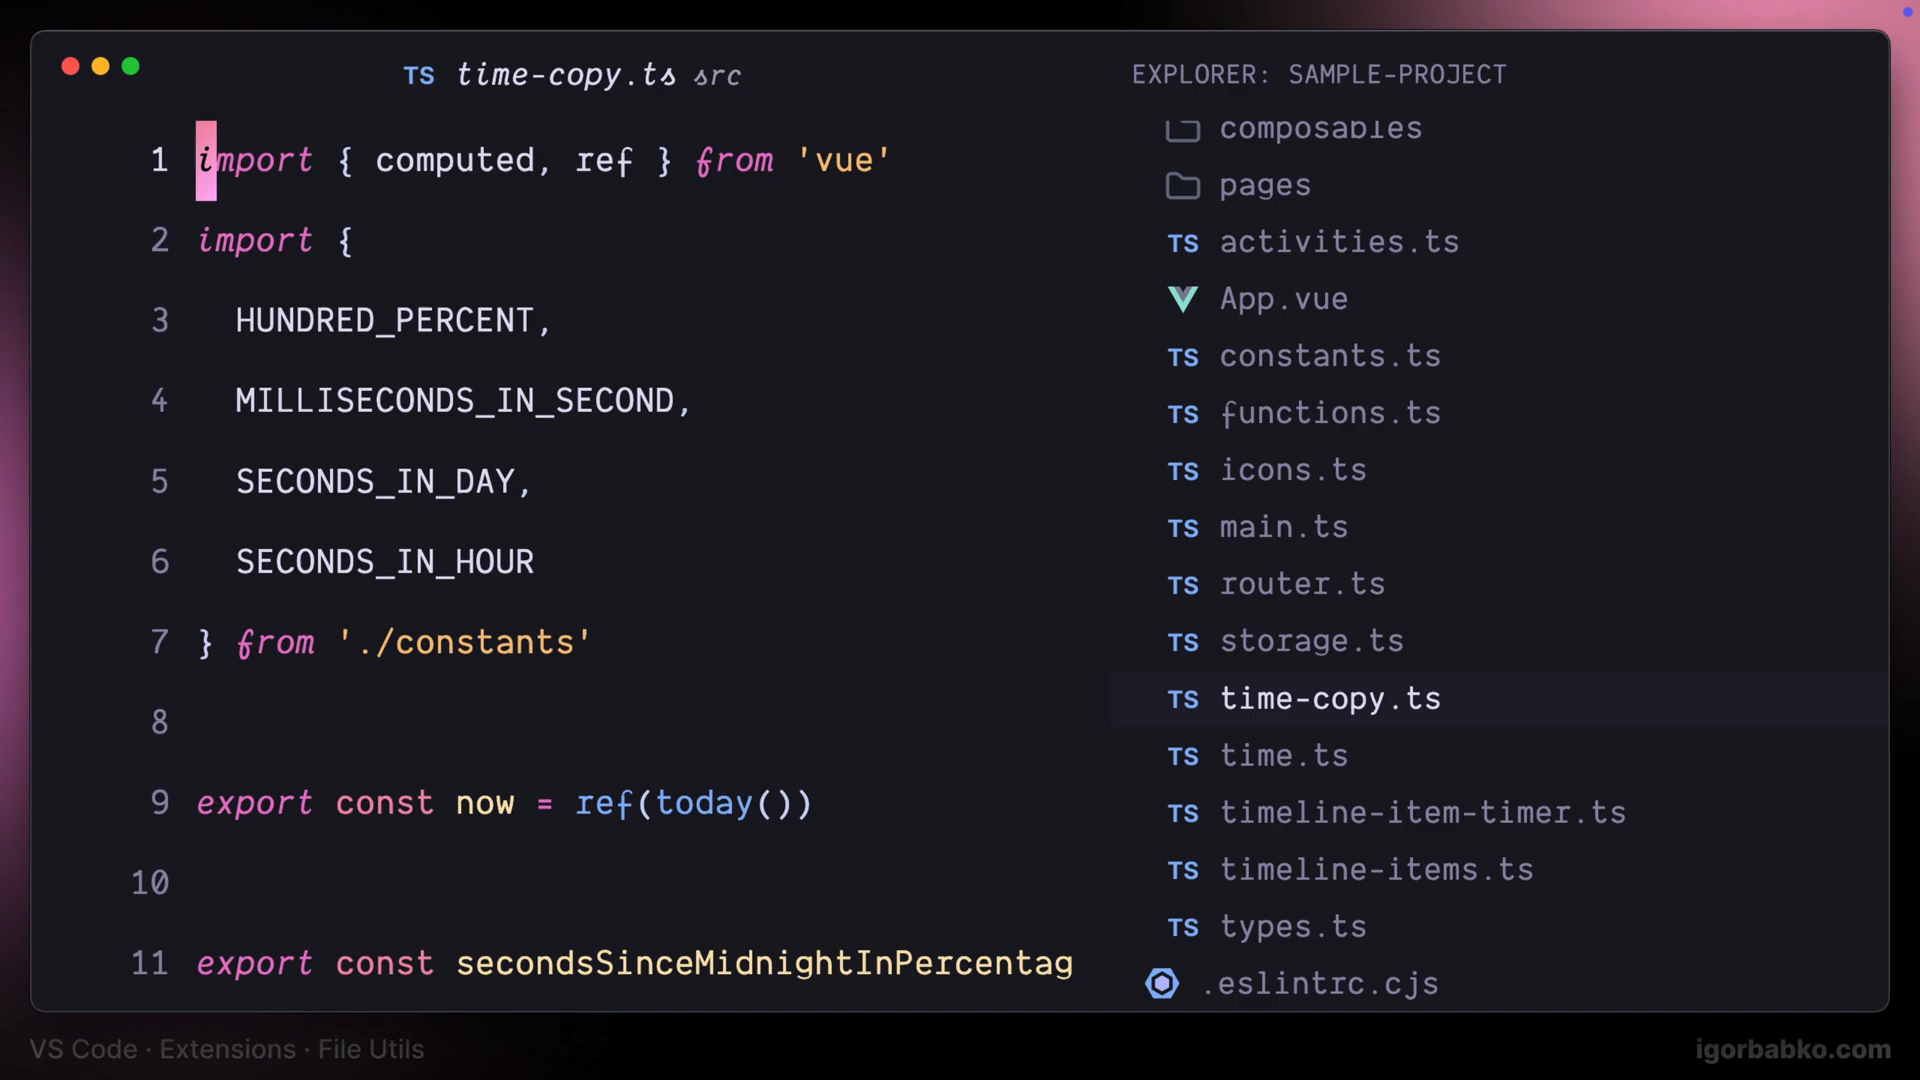 TS time-copy.ts src
1 import { computed, ref } from 'vue'
2 import {
3 HUNDRED_PERCENT,
4 MILLISECONDS_IN_SECOND,
5 SECONDS_IN_DAY,
6 SECONDS_IN_HOUR
7 } from './constants'
8
9 export const now = ref(today())
10
11 export const secondsSinceMidnightInPercentag
EXPLORER: SAMPLE-PROJECT
composables
pages
TS activities.ts
App.vue
TS constants.ts
TS functions.ts
TS icons.ts
TS main.ts
TS router.ts
TS storage.ts
TS time-copy.ts
TS time.ts
TS timeline-item-timer.ts
TS timeline-items.ts
TS types.ts
.eslintrc.cjs
VS Code · Extensions · File Utils
igorbabko.com